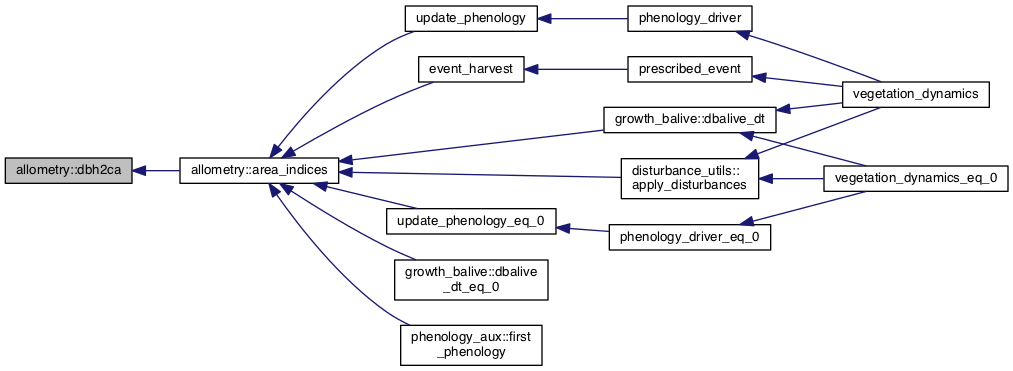 update_phenology
phenology_driver
event_harvest
prescribed_event
vegetation_dynamics
growth_balive::dbalive_dt
allometry::dbh2ca
allometry::area_indices
disturbance_utils::
apply_disturbances
vegetation_dynamics_eq_0
update_phenology_eq_0
phenology_driver_eq_0
growth_balive::dbalive
_dt_eq_0
phenology_aux::first
_phenology